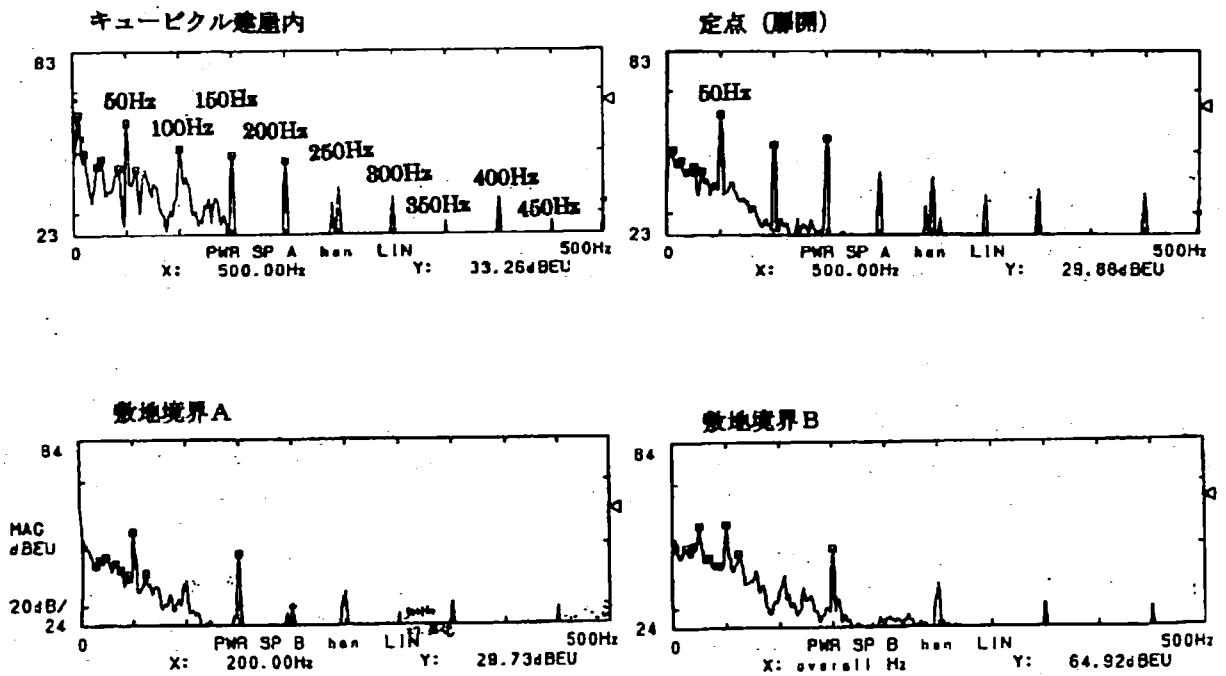 キュービクル建屋内
83
50Hz
150Hz
100Hz
200Hz
250Hz
300Hz
400Hz
350Hz
450Hz
23
0
PWR SP A han LIN
500Hz
X: 500.00Hz
Y: 33.26dBEU
定点（扉開）
83
50Hz
23
0
PWR SP A han LIN
500Hz
X: 500.00Hz
Y: 29.86dBEU
敷地境界A
84
MAG
dBEU
20dB/
24
0
PWR SP B han LIN
500Hz
X: 200.00Hz
Y: 29.73dBEU
敷地境界B
84
24
0
PWR SP B han LIN
500Hz
X: overall Hz
Y: 64.92dBEU